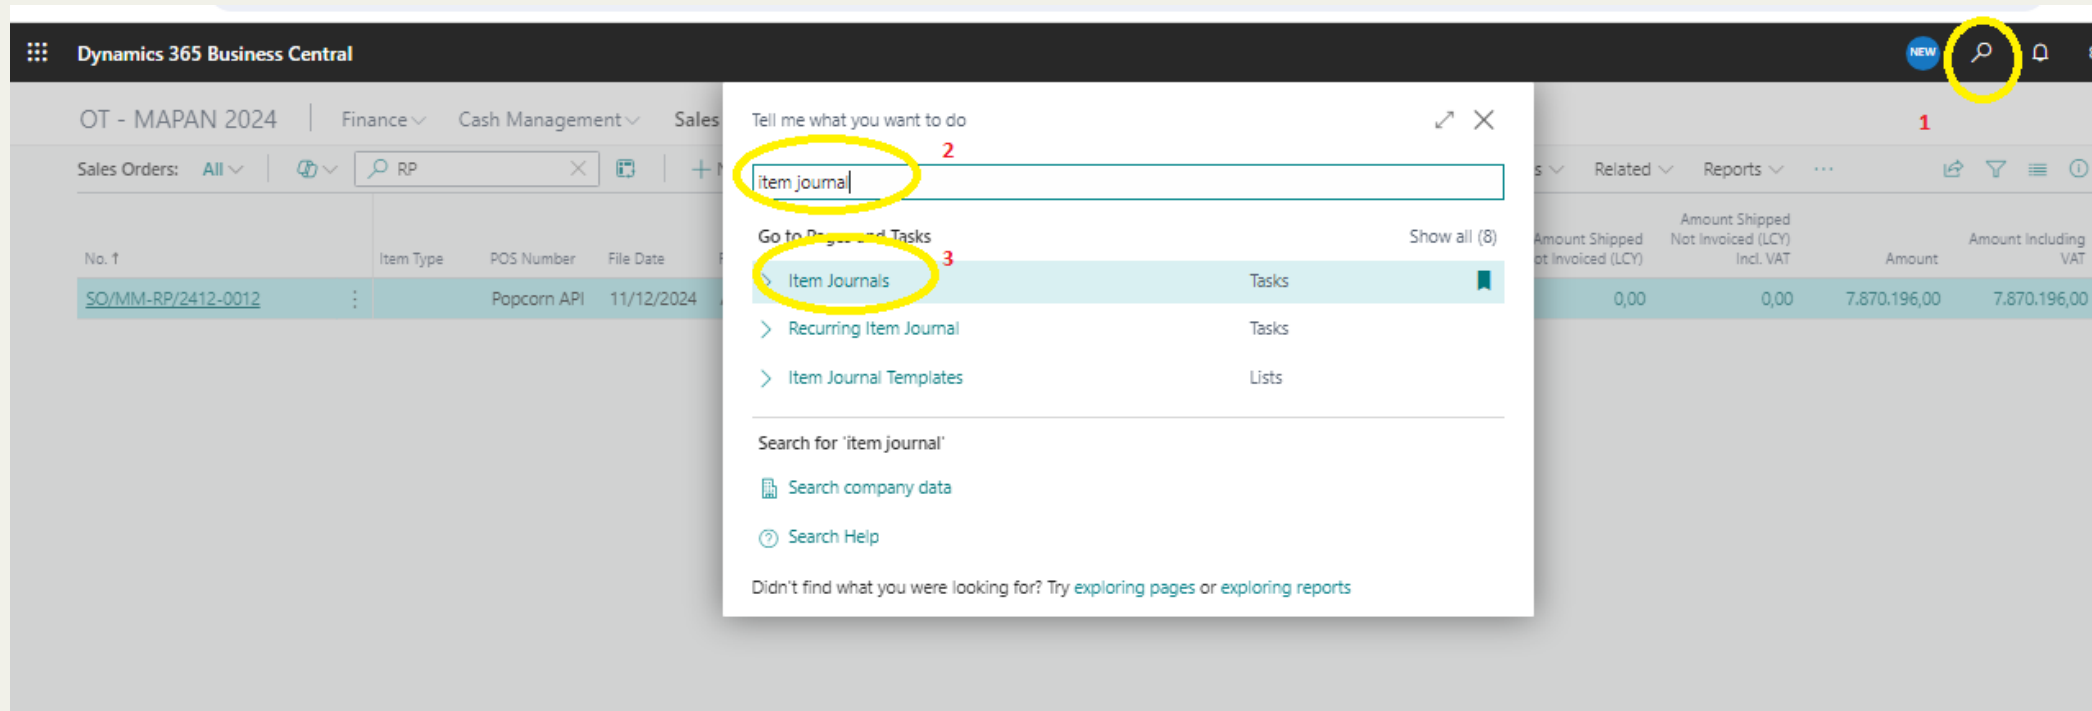 Dynamics 365 Business Central
NEW
1
OT - MAPAN 2024
Finance
Cash Management
Sales
Sales Orders:
All
RP
Related
Reports
No. ↑
Item Type
POS Number
File Date
Amount Shipped
Not Invoiced (LCY)
Amount Shipped
Not Invoiced (LCY)
Incl. VAT
Amount
Amount Including
VAT
SO/MM-RP/2412-0012
Popcorn API
11/12/2024
0,00
0,00
7.870.196,00
7.870.196,00
Tell me what you want to do
2
item journal
Go to Pages and Tasks
Show all (8)
3
Item Journals
Tasks
Recurring Item Journal
Tasks
Item Journal Templates
Lists
Search for 'item journal'
Search company data
Search Help
Didn't find what you were looking for? Try exploring pages or exploring reports